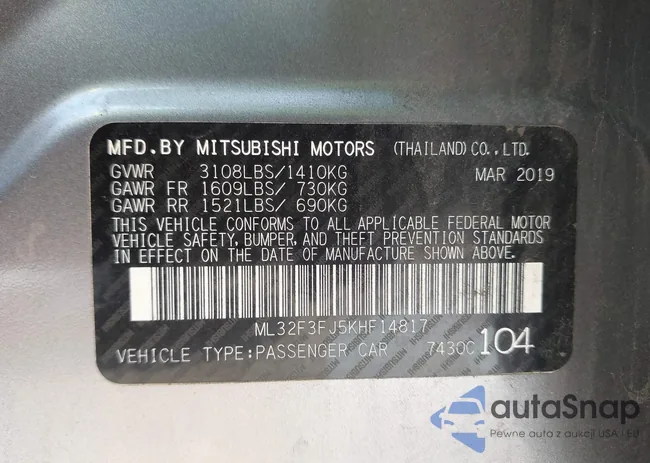 MFD.BY MITSUBISHI MOTORS (THAILAND) CO., LTD.
GVWR 3108LBS/1410KG MAR 2019
GAWR FR 1609LBS/ 730KG
GAWR RR 1521LBS/ 690KG
THIS VEHICLE CONFORMS TO ALL APPLICABLE FEDERAL MOTOR
VEHICLE SAFETY, BUMPER, AND THEFT PREVENTION STANDARDS
IN EFFECT ON THE DATE OF MANUFACTURE SHOWN ABOVE.
ML32F3FJ5KHF14817
VEHICLE TYPE:PASSENGER CAR 7430C 104
autaSnap
Pewne auta z aukcji USA i EU